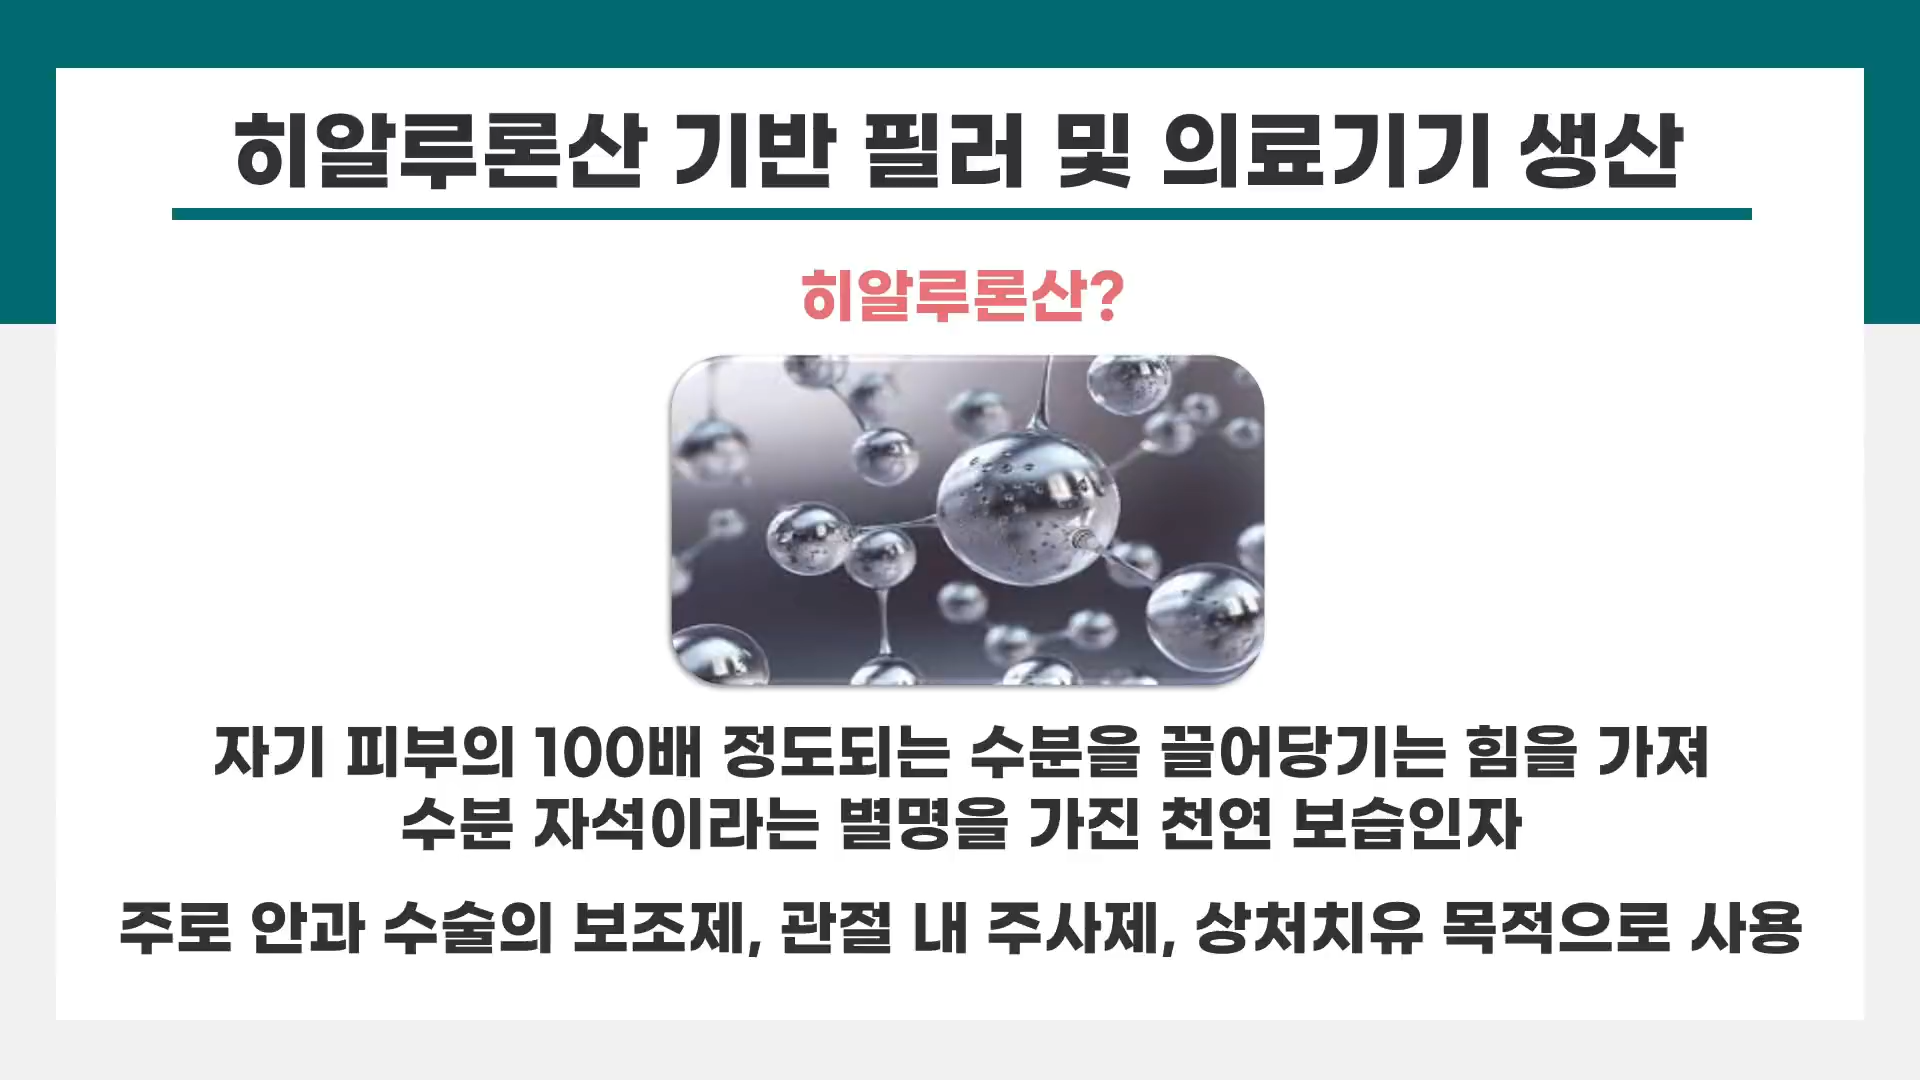 히알루론산 기반 필러 및 의료기기 생산
히알루론산?
자기 피부의 100배 정도되는 수분을 끌어당기는 힘을 가져
수분 자석이라는 별명을 가진 천연 보습인자
주로 안과 수술의 보조제, 관절 내 주사제, 상처치유 목적으로 사용